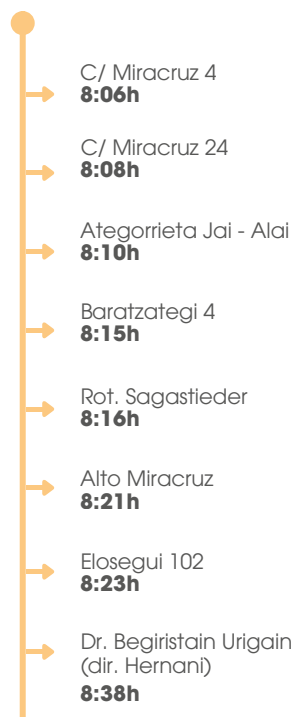 C/ Miracruz 4
8:06h
C/ Miracruz 24
8:08h
Ategorrieta Jai - Alai
8:10h
Baratzategi 4
8:15h
Rot. Sagastieder
8:16h
Alto Miracruz
8:21h
Elosegui 102
8:23h
Dr. Begiristain Urigain
(dir. Hernani)
8:38h